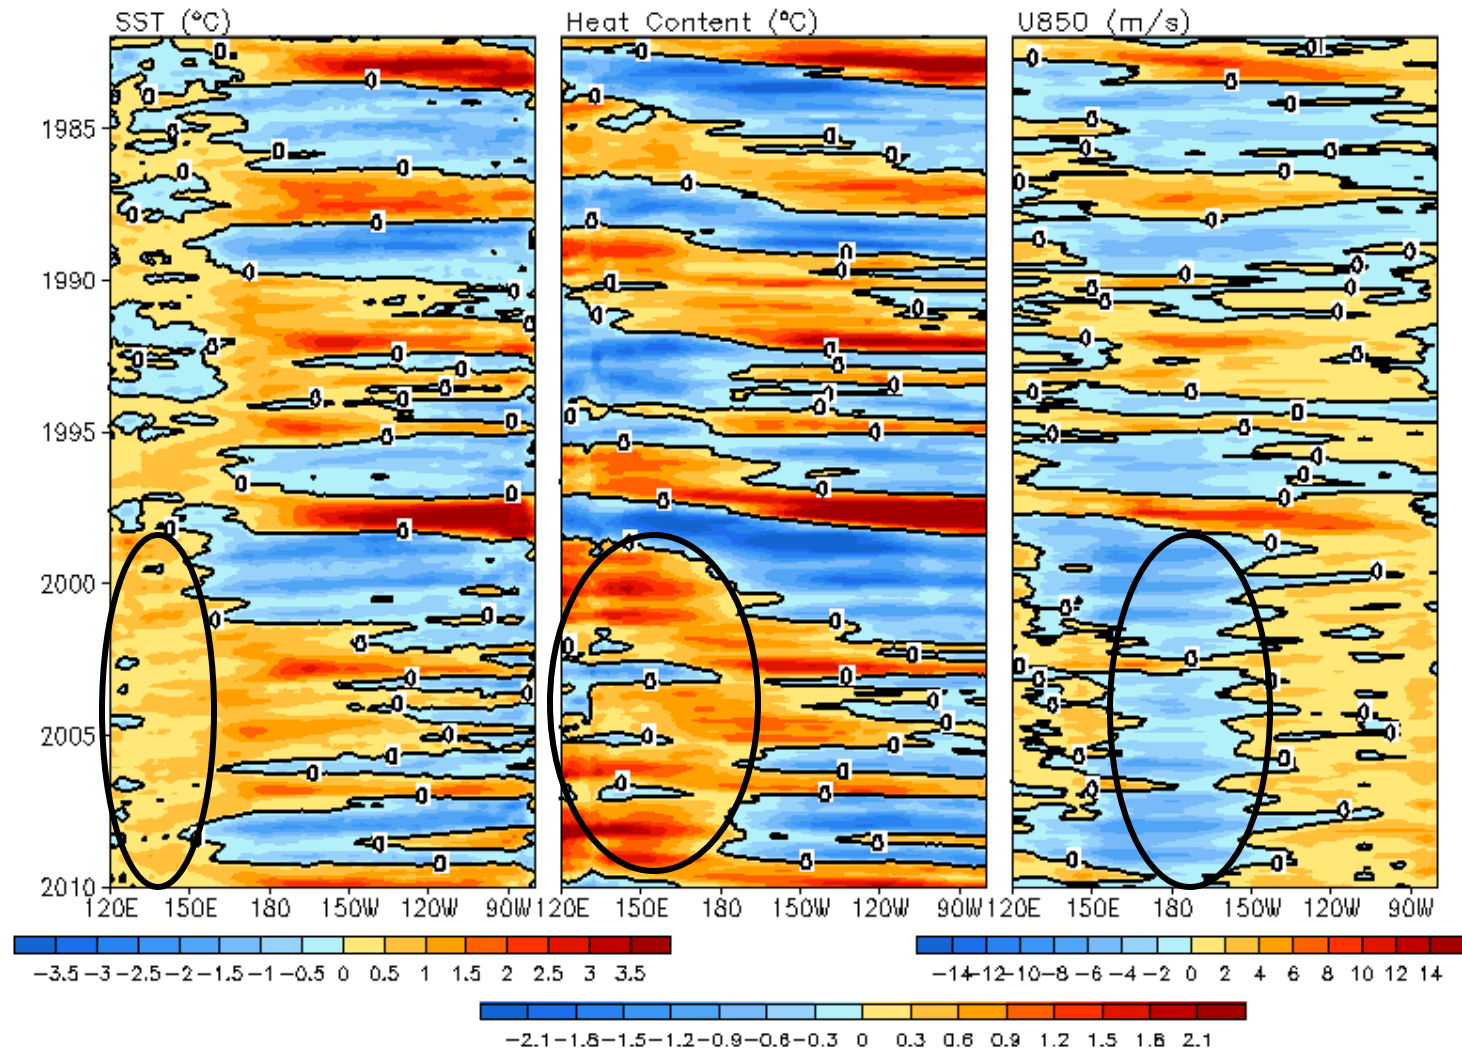 SST (°C) Heat Content (°C) U850 (m/s)
1985
1990
1995
2000
2005
2010
120E 150E 180 150W 120W 90W 120E 150E 180 150W 120W 90W 120E 150E 180 150W 120W 90W
-3.5 -3 -2.5 -2 -1.5 -1 -0.5 0 0.5 1 1.5 2 2.5 3 3.5
-14 -12 -10 -8 -6 -4 -2 0 2 4 6 8 10 12 14
-2.1 -1.8 -1.5 -1.2 -0.9 -0.6 -0.3 0 0.3 0.6 0.9 1.2 1.5 1.8 2.1